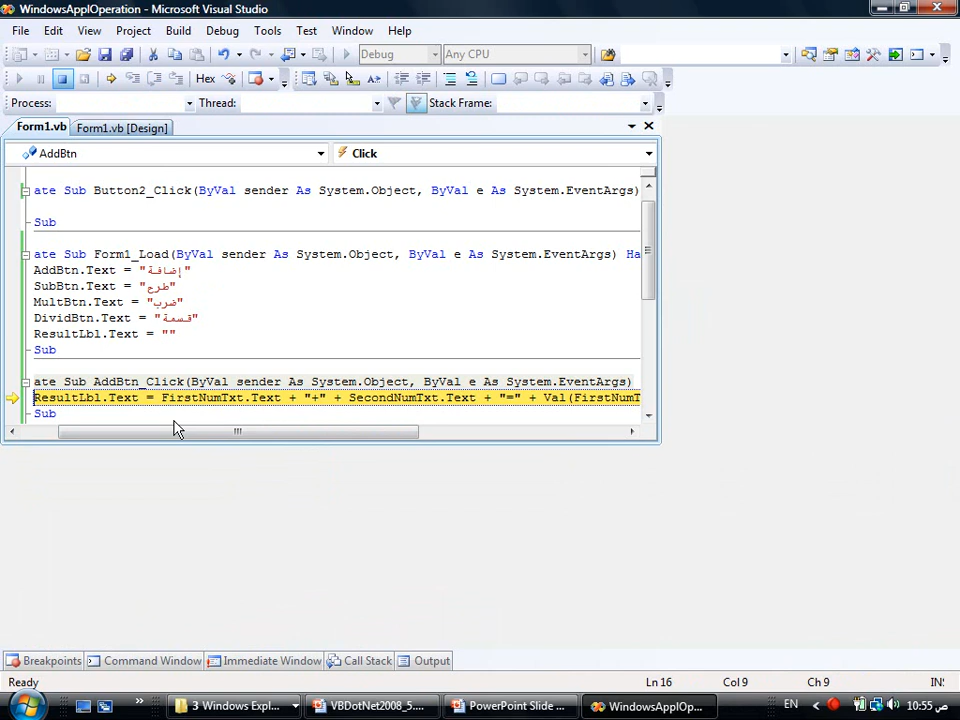 WindowsApplOperation - Microsoft Visual Studio
File Edit View Project Build Debug Tools Test Window Help
Debug Any CPU
Hex
Process: Thread: Stack Frame:
Form1.vb Form1.vb [Design]
AddBtn Click
ate Sub Button2_Click(ByVal sender As System.Object, ByVal e As System.EventArgs)
Sub
ate Sub Form1_Load(ByVal sender As System.Object, ByVal e As System.EventArgs) Ha
AddBtn.Text = "إضافة"
SubBtn.Text = "طرح"
MultBtn.Text = "ضرب"
DividBtn.Text = "قسمة"
ResultLbl.Text = ""
Sub
ate Sub AddBtn_Click(ByVal sender As System.Object, ByVal e As System.EventArgs)
ResultLbl.Text = FirstNumTxt.Text + "+" + SecondNumTxt.Text + "=" + Val(FirstNumT
Sub
Breakpoints Command Window Immediate Window Call Stack Output
Ready Ln 16 Col 9 Ch 9 INS
3 Windows Expl... VBDotNet2008_5.... PowerPoint Slide ... WindowsApplOp... EN 10:55 ص